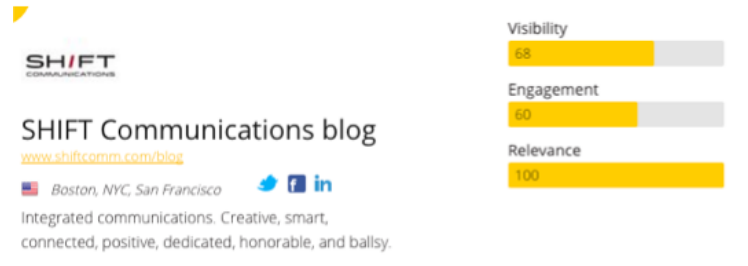 SHIFT
COMMUNICATIONS
SHIFT Communications blog
www.shiftcomm.com/blog
Boston, NYC, San Francisco
Integrated communications. Creative, smart,
connected, positive, dedicated, honorable, and ballsy.
Visibility
68
Engagement
60
Relevance
100